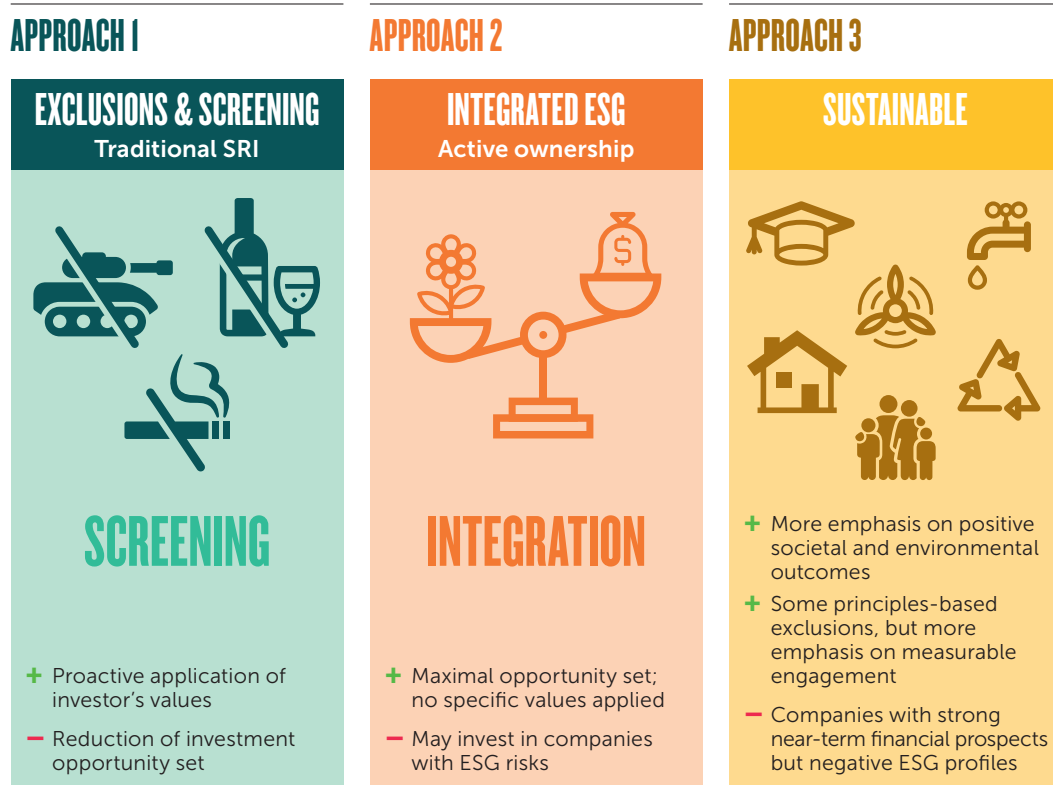 APPROACH 1
EXCLUSIONS & SCREENING
Traditional SRI
SCREENING
+ Proactive application of
investor's values
– Reduction of investment
opportunity set
APPROACH 2
INTEGRATED ESG
Active ownership
$
INTEGRATION
+ Maximal opportunity set;
no specific values applied
– May invest in companies
with ESG risks
APPROACH 3
SUSTAINABLE
+ More emphasis on positive
societal and environmental
outcomes
+ Some principles-based
exclusions, but more
emphasis on measurable
engagement
– Companies with strong
near-term financial prospects
but negative ESG profiles